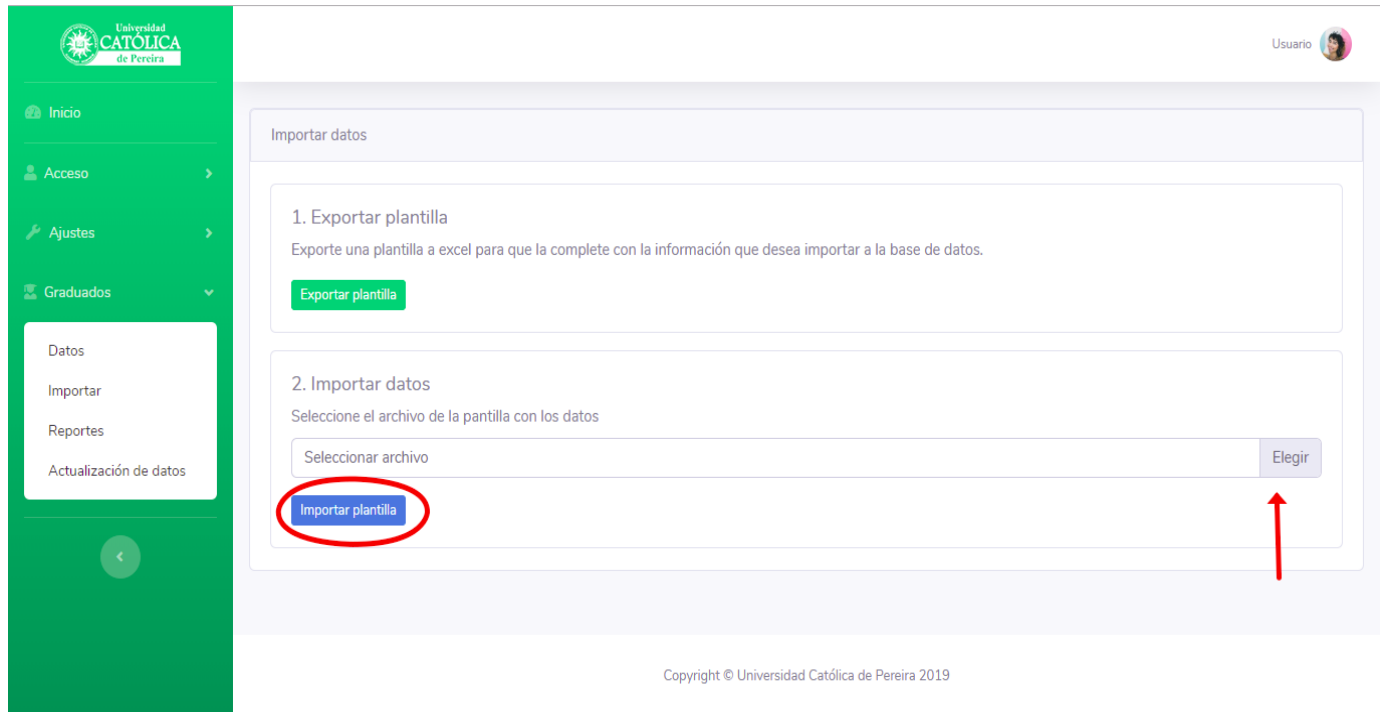 Universidad
CATÓLICA
de Pereira
Usuario
Inicio
Acceso
Ajustes
Graduados
Datos
Importar
Reportes
Actualización de datos
Importar datos
1. Exportar plantilla
Exporte una plantilla a excel para que la complete con la información que desea importar a la base de datos.
Exportar plantilla
2. Importar datos
Seleccione el archivo de la pantilla con los datos
Seleccionar archivo
Elegir
Importar plantilla
Copyright © Universidad Católica de Pereira 2019